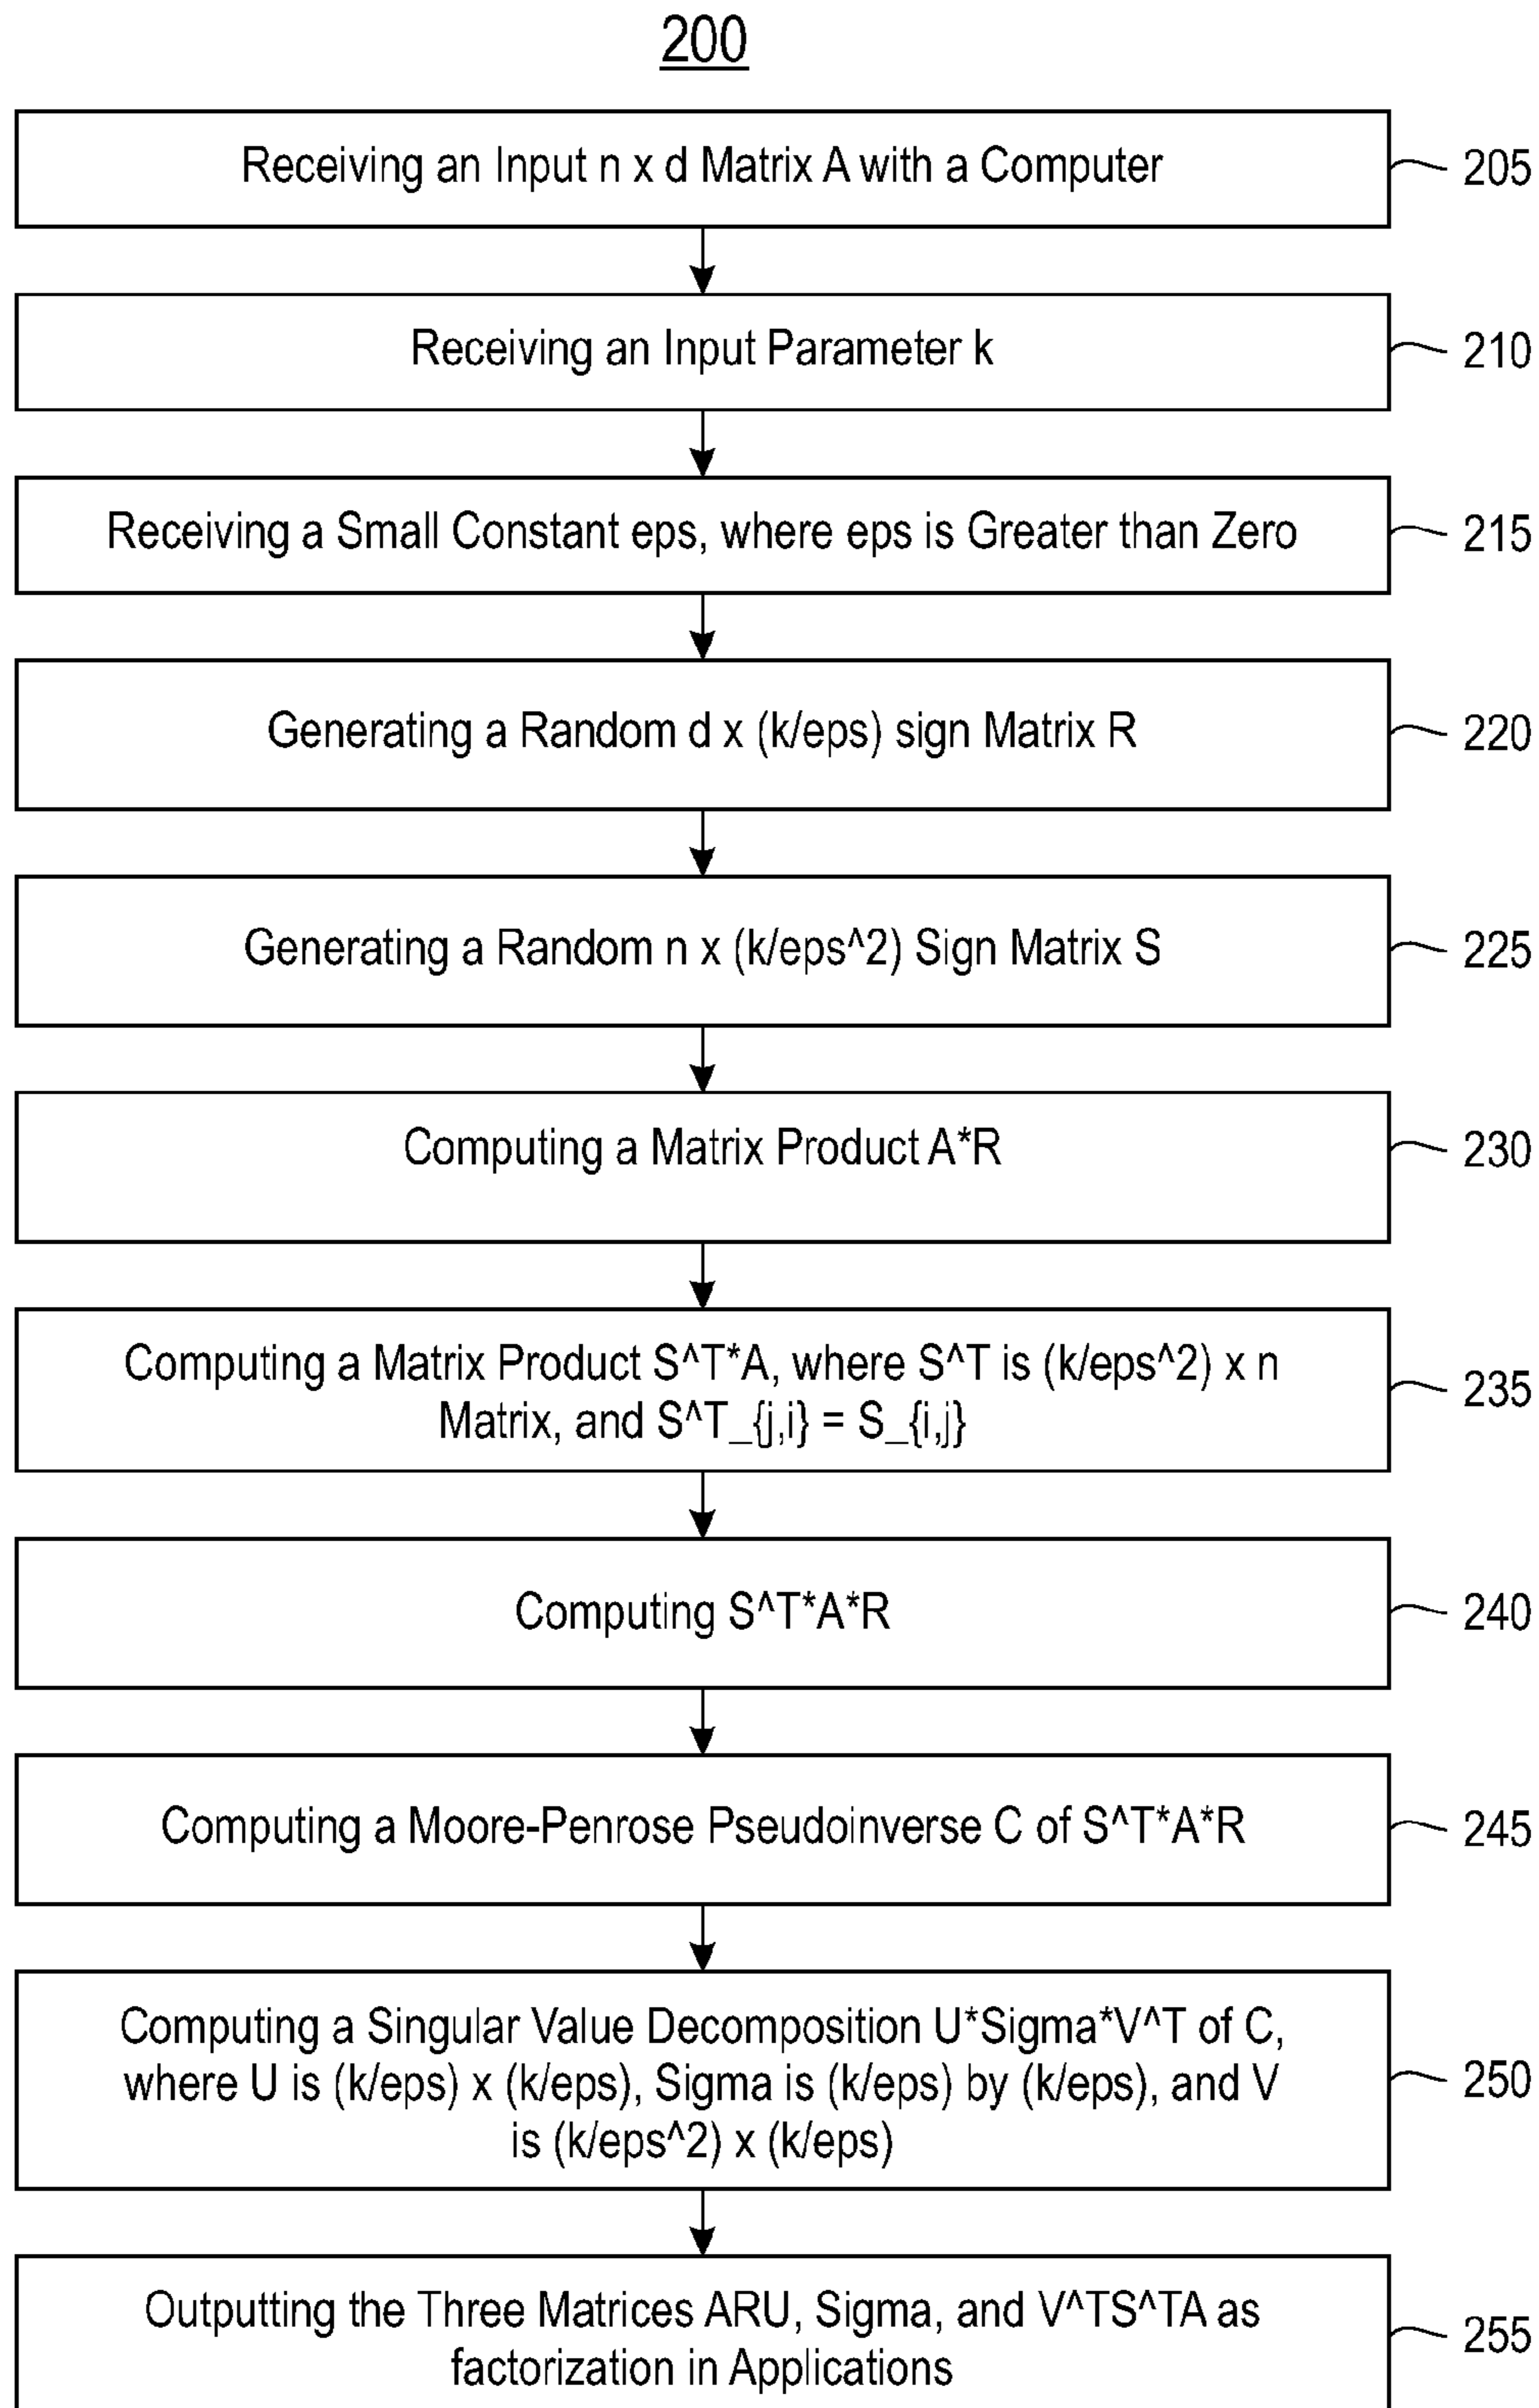 200
Receiving an Input n x d Matrix A with a Computer
205
Receiving an Input Parameter k
210
Receiving a Small Constant eps, where eps is Greater than Zero
215
Generating a Random d x (k/eps) sign Matrix R
220
Generating a Random n x (k/eps^2) Sign Matrix S
225
Computing a Matrix Product A*R
230
Computing a Matrix Product S^T*A, where S^T is (k/eps^2) x n
Matrix, and S^T_{j,i} = S_{i,j}
235
Computing S^T*A*R
240
Computing a Moore-Penrose Pseudoinverse C of S^T*A*R
245
Computing a Singular Value Decomposition U*Sigma*V^T of C,
where U is (k/eps) x (k/eps), Sigma is (k/eps) by (k/eps), and V
is (k/eps^2) x (k/eps)
250
Outputting the Three Matrices ARU, Sigma, and V^TS^TA as
factorization in Applications
255